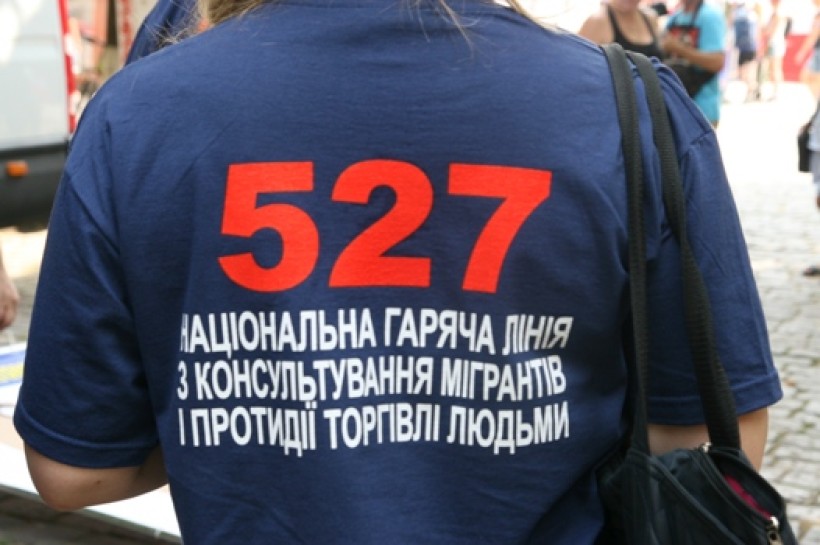 527
НАЦІОНАЛЬНА ГАРЯЧА ЛІНІЯ
З КОНСУЛЬТУВАННЯ МІГРАНТІВ
І ПРОТИДІЇ ТОРГІВЛІ ЛЮДЬМИ